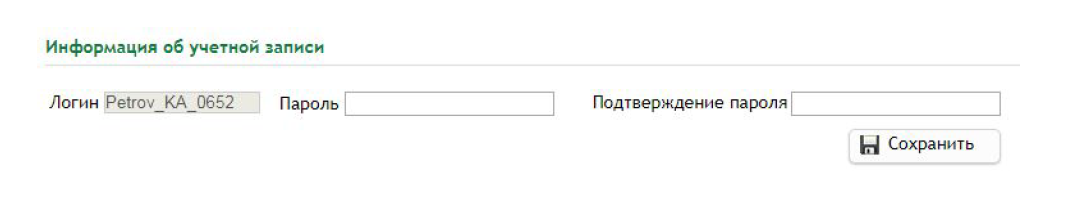 Информация об учетной записи
Логин Petrov_KA_0652 Пароль Подтверждение пароля
Сохранить